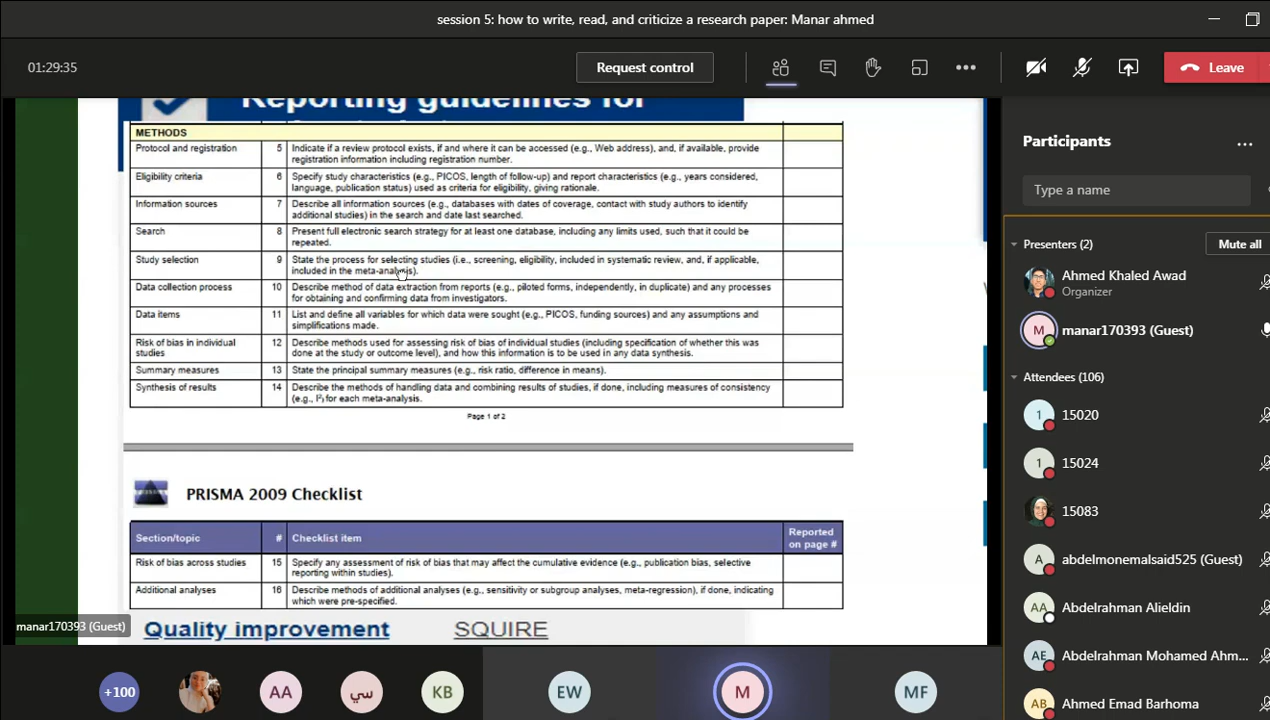 session 5: how to write, read, and criticize a research paper: Manar ahmed
01:29:35
Request control
Leave
Reporting guidelines for
METHODS
Protocol and registration 5 Indicate if a review protocol exists, if and where it can be accessed (e.g., Web address), and, if available, provide
registration information including registration number.
Eligibility criteria 6 Specify study characteristics (e.g., PICOS, length of follow-up) and report characteristics (e.g., years considered,
language, publication status) used as criteria for eligibility, giving rationale.
Information sources 7 Describe all information sources (e.g., databases with dates of coverage, contact with study authors to identify
additional studies) in the search and date last searched.
Search 8 Present full electronic search strategy for at least one database, including any limits used, such that it could be
repeated.
Study selection 9 State the process for selecting studies (i.e., screening, eligibility, included in systematic review, and, if applicable,
included in the meta-analysis).
Data collection process 10 Describe method of data extraction from reports (e.g., piloted forms, independently, in duplicate) and any processes
for obtaining and confirming data from investigators.
Data items 11 List and define all variables for which data were sought (e.g., PICOS, funding sources) and any assumptions and
simplifications made.
Risk of bias in individual 12 Describe methods used for assessing risk of bias of individual studies (including specification of whether this was
studies done at the study or outcome level), and how this information is to be used in any data synthesis.
Summary measures 13 State the principal summary measures (e.g., risk ratio, difference in means).
Synthesis of results 14 Describe the methods of handling data and combining results of studies, if done, including measures of consistency
(e.g., I²) for each meta-analysis.
Page 1 of 2
PRISMA 2009 Checklist
Section/topic # Checklist item Reported
on page #
Risk of bias across studies 15 Specify any assessment of risk of bias that may affect the cumulative evidence (e.g., publication bias, selective
reporting within studies).
Additional analyses 16 Describe methods of additional analyses (e.g., sensitivity or subgroup analyses, meta-regression), if done, indicating
which were pre-specified.
Quality improvement SQUIRE
manar170393 (Guest)
+100 AA سي KB EW M MF
Participants
Type a name
Presenters (2) Mute all
Ahmed Khaled Awad
Organizer
M manar170393 (Guest)
Attendees (106)
1 15020
1 15024
15083
A abdelmonemalsaid525 (Guest)
AA Abdelrahman Alieldin
AE Abdelrahman Mohamed Ahm...
AB Ahmed Emad Barhoma